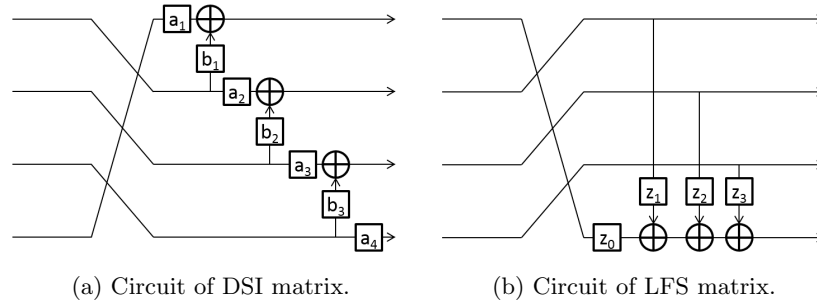 a₁
b₁
a₂
b₂
a₃
b₃
a₄
(a) Circuit of DSI matrix.
z₁ z₂ z₃
z₀
(b) Circuit of LFS matrix.